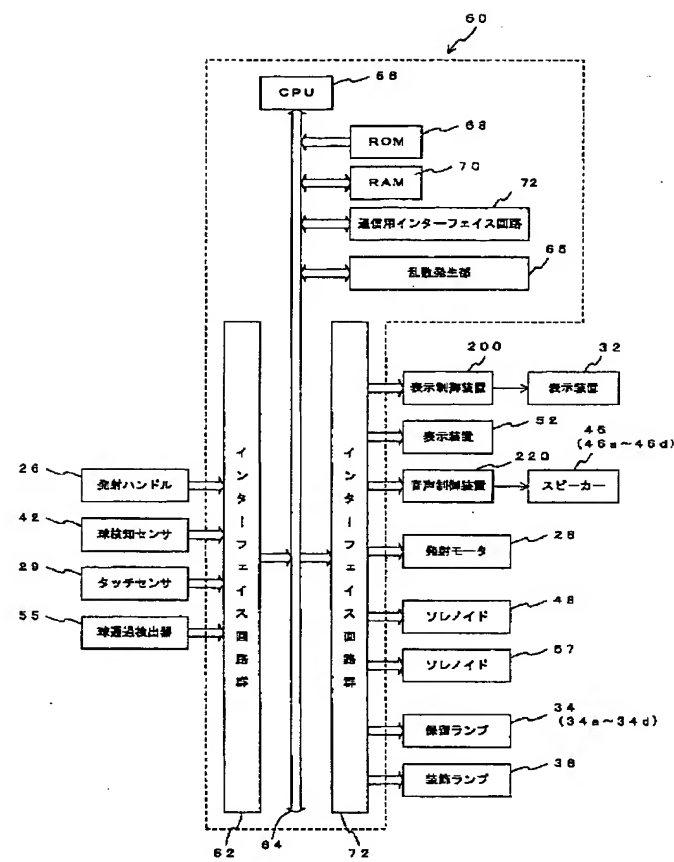 60
CPU
66
ROM
68
RAM
70
通信用インターフェイス回路
72
乱数発生部
65
表示制御装置
200
表示装置
32
表示装置
52
音声制御装置
220
スピーカー
46
(46a～46d)
発射ハンドル
26
球検知センサ
42
タッチセンサ
29
球通過検出器
55
インターフェイス回路群
インターフェイス回路群
発射モータ
28
ソレノイド
48
ソレノイド
57
保留ランプ
34
(34a～34d)
装飾ランプ
38
62
64
72